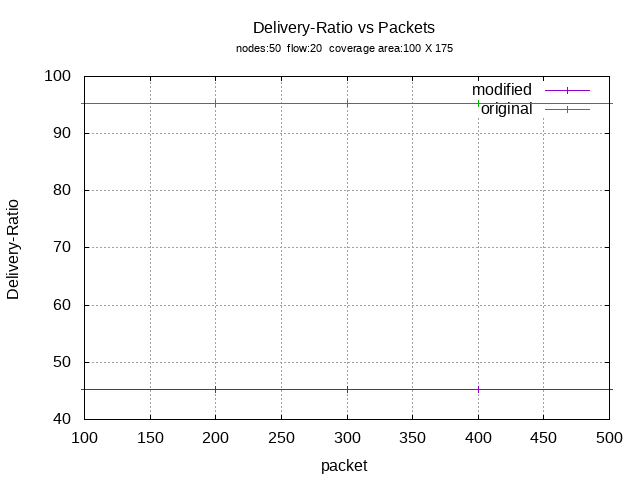 Delivery-Ratio vs Packets
nodes:50  flow:20  coverage area:100 X 175
100
90
80
70
60
50
40
Delivery-Ratio
modified
original
100 150 200 250 300 350 400 450 500
packet